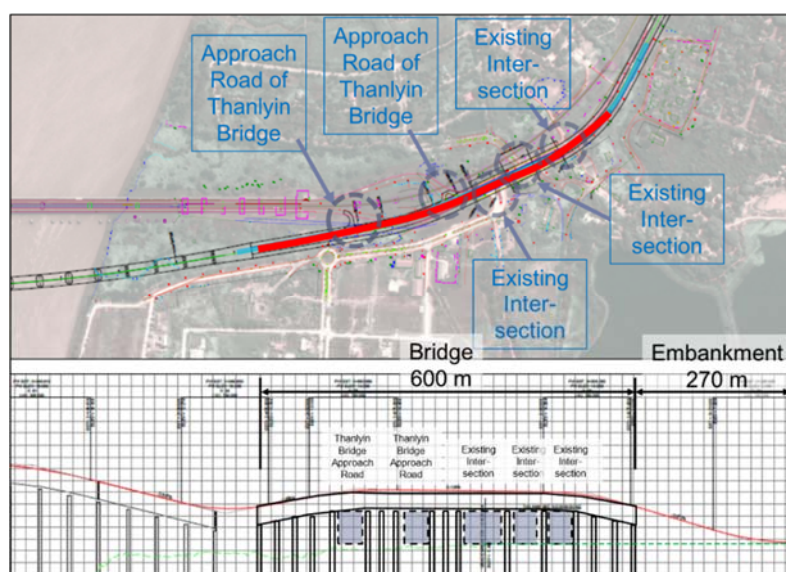 Approach
Road of
Thanlyin
Bridge
Approach
Road of
Thanlyin
Bridge
Existing
Inter-
section
Existing
Inter-
section
Existing
Inter-
section
Bridge
600 m
Embankment
270 m
Thanlyin
Bridge
Approach
Road
Thanlyin
Bridge
Approach
Road
Existing
Inter-
section
Existing
Inter-
section
Existing
Inter-
section